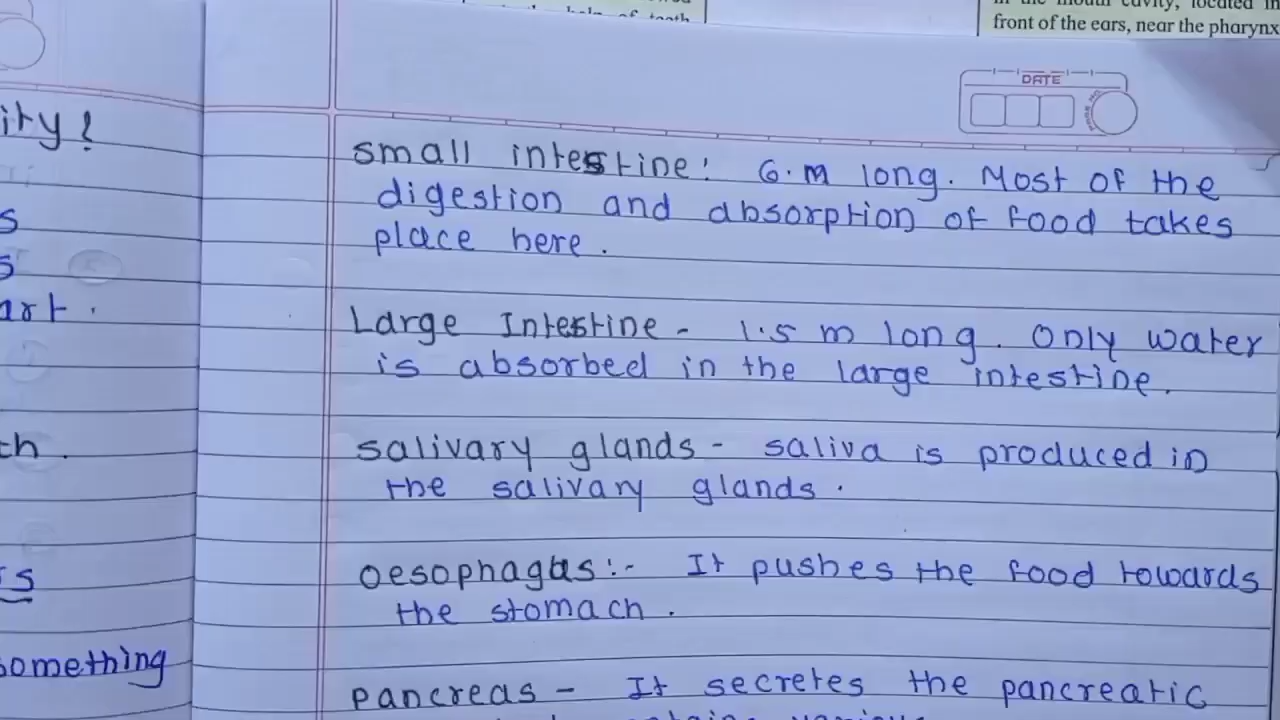 in the mouth cavity, located in
front of the ears, near the pharynx
DATE
ity?
s
s
art.
ch.
rs
something
small intestine: 6.m long. Most of the
digestion and absorption of food takes
place here.
Large Intestine - 1.5 m long. Only water
is absorbed in the large intestine.
salivary glands - saliva is produced in
the salivary glands.
oesophagus:- It pushes the food towards
the stomach.
pancreas - It secretes the pancreatic